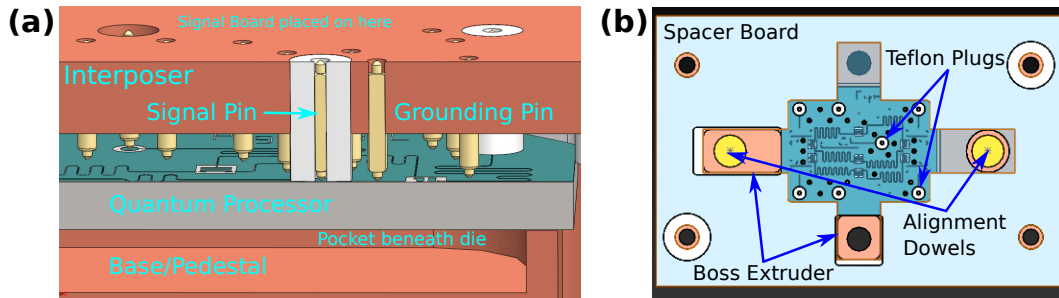 (a)
Signal Board placed on here
Interposer
Signal Pin
Grounding Pin
Quantum Processor
Pocket beneath die
Base/Pedestal
(b)
Spacer Board
Teflon Plugs
Alignment
Dowels
Boss Extruder